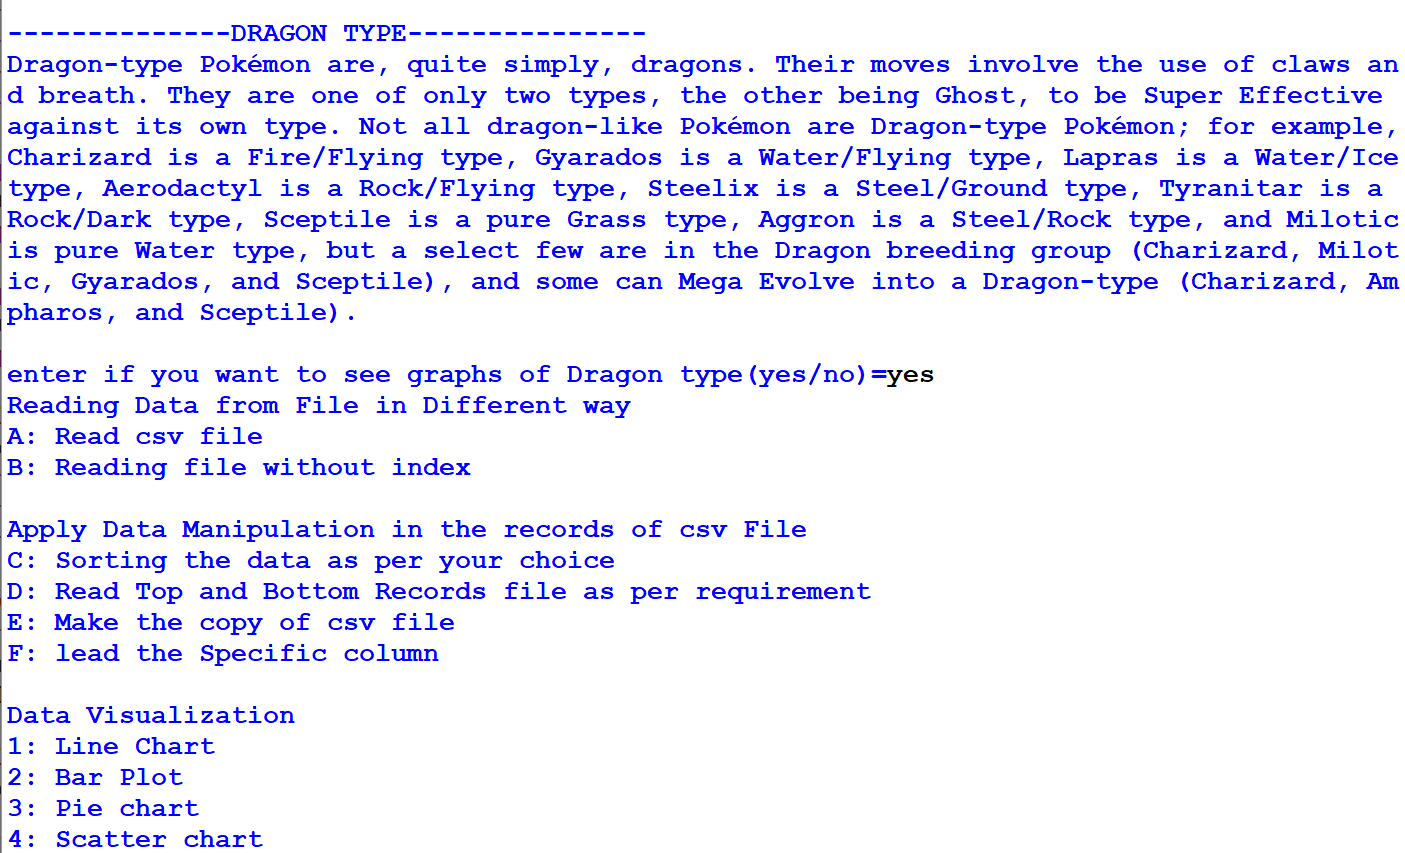 --------------DRAGON TYPE---------------
Dragon-type Pokémon are, quite simply, dragons. Their moves involve the use of claws an
d breath. They are one of only two types, the other being Ghost, to be Super Effective
against its own type. Not all dragon-like Pokémon are Dragon-type Pokémon; for example,
Charizard is a Fire/Flying type, Gyarados is a Water/Flying type, Lapras is a Water/Ice
type, Aerodactyl is a Rock/Flying type, Steelix is a Steel/Ground type, Tyranitar is a
Rock/Dark type, Sceptile is a pure Grass type, Aggron is a Steel/Rock type, and Milotic
is pure Water type, but a select few are in the Dragon breeding group (Charizard, Milot
ic, Gyarados, and Sceptile), and some can Mega Evolve into a Dragon-type (Charizard, Am
pharos, and Sceptile).
enter if you want to see graphs of Dragon type(yes/no)=yes
Reading Data from File in Different way
A: Read csv file
B: Reading file without index
Apply Data Manipulation in the records of csv File
C: Sorting the data as per your choice
D: Read Top and Bottom Records file as per requirement
E: Make the copy of csv file
F: lead the Specific column
Data Visualization
1: Line Chart
2: Bar Plot
3: Pie chart
4: Scatter chart